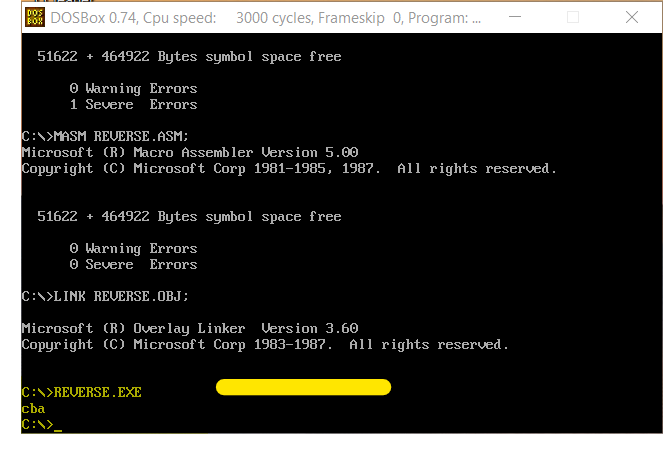 DOSBox 0.74, Cpu speed:    3000 cycles, Frameskip  0, Program: ...
51622 + 464922 Bytes symbol space free
0 Warning Errors
1 Severe  Errors
C:\>MASM REVERSE.ASM;
Microsoft (R) Macro Assembler Version 5.00
Copyright (C) Microsoft Corp 1981-1985, 1987.  All rights reserved.
51622 + 464922 Bytes symbol space free
0 Warning Errors
0 Severe  Errors
C:\>LINK REVERSE.OBJ;
Microsoft (R) Overlay Linker  Version 3.60
Copyright (C) Microsoft Corp 1983-1987.  All rights reserved.
C:\>REVERSE.EXE
cba
C:\>_